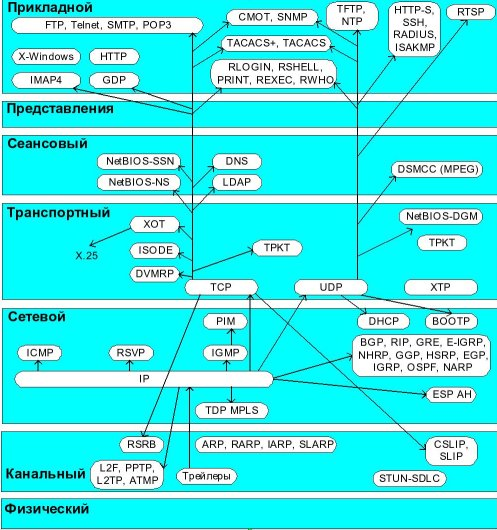 Прикладной
FTP, Telnet, SMTP, POP3
CMOT, SNMP
TFTP,
NTP
HTTP-S,
SSH,
RADIUS,
ISAKMP
RTSP
TACACS+, TACACS
X-Windows
HTTP
IMAP4
GDP
RLOGIN, RSHELL,
PRINT, REXEC, RWHO
Представления
Сеансовый
NetBIOS-SSN
DNS
NetBIOS-NS
LDAP
DSMCC (MPEG)
Транспортный
XOT
NetBIOS-DGM
X.25
ISODE
TPKT
TPKT
DVMRP
TCP
UDP
XTP
Сетевой
PIM
DHCP
BOOTP
ICMP
RSVP
IGMP
BGP, RIP, GRE, E-IGRP,
NHRP, GGP, HSRP, EGP,
IGRP, OSPF, NARP
IP
ESP AH
TDP MPLS
RSRB
ARP, RARP, IARP, SLARP
CSLIP,
SLIP
Канальный
L2F, PPTP,
L2TP, ATMP
Трейлеры
STUN-SDLC
Физический